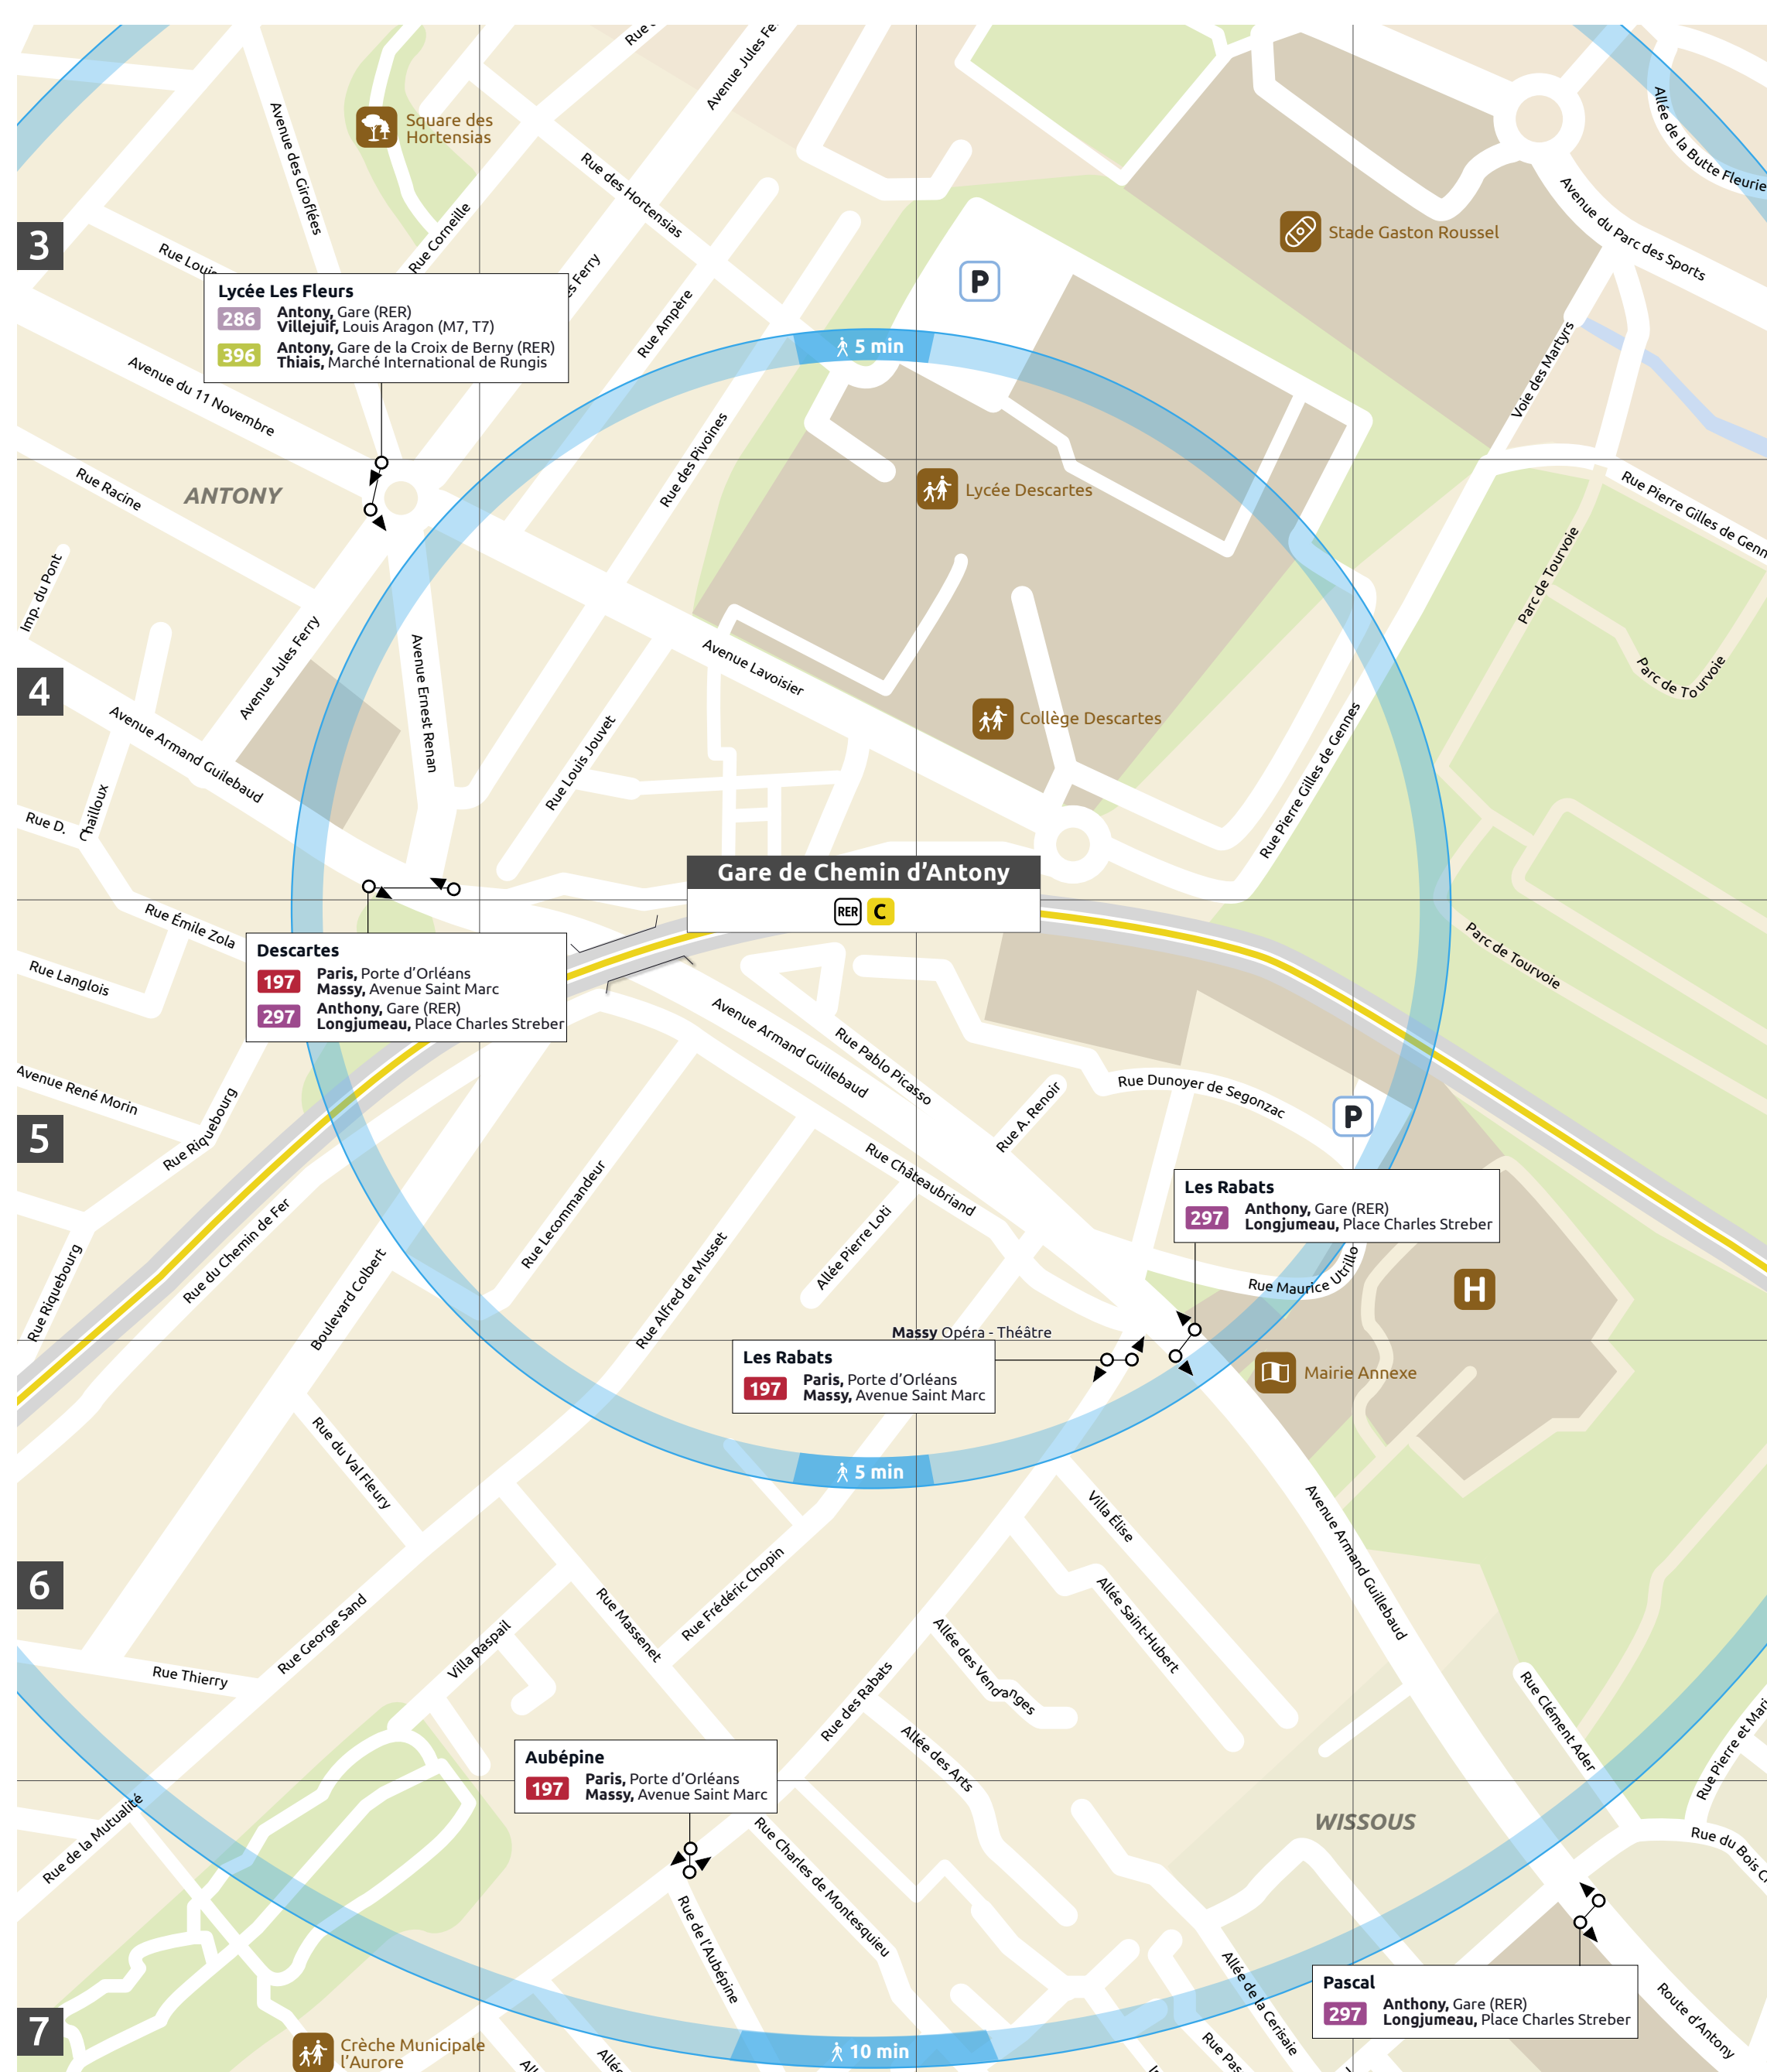 Rue
Avenue Jules Fe
Square des
Hortensias
Avenue des Giroflées
Rue Corneille
Rue des Hortensias
Allée de la Butte Fleurie
Avenue du Parc des Sports
Stade Gaston Roussel
3
P
Rue Louis
es Ferry
Rue Ampère
Lycée Les Fleurs
286
Antony, Gare (RER)
Villejuif, Louis Aragon (M7, T7)
396
Antony, Gare de la Croix de Berny (RER)
Thiais, Marché International de Rungis
5 min
Voie des Martyrs
Avenue du 11 Novembre
Rue des Pivoines
Rue Racine
ANTONY
Lycée Descartes
Rue Pierre Gilles de Genn
Parc de Tourvoie
Imp. du Pont
Avenue Jules Ferry
Avenue Ernest Renan
Avenue Lavoisier
Parc de Tourvoie
4
Collège Descartes
Avenue Armand Guilebaud
Rue Louis Jouvet
Rue Pierre Gilles de Gennes
Rue D.
Chailloux
Gare de Chemin d’Antony
RER C
Rue Émile Zola
Rue Langlois
Descartes
197
Paris, Porte d’Orléans
Massy, Avenue Saint Marc
297
Anthony, Gare (RER)
Longjumeau, Place Charles Streber
Parc de Tourvoie
Avenue Armand Guillebaud
Rue Pablo Picasso
Rue Dunoyer de Segonzac
Rue A. Renoir
P
Avenue René Morin
5
Rue Riquebourg
Rue Châteaubriand
Rue Lecommandeur
Allée Pierre Loti
Rue Alfred de Musset
Les Rabats
297
Anthony, Gare (RER)
Longjumeau, Place Charles Streber
Rue du Chemin de Fer
Rue Riquebourg
Boulevard Colbert
Rue Maurice Utrillo
H
Massy Opéra - Théâtre
Les Rabats
197
Paris, Porte d’Orléans
Massy, Avenue Saint Marc
Mairie Annexe
Rue du Val Fleury
5 min
Villa Élise
Avenue Armand Guillebaud
6
Rue George Sand
Rue Massenet
Rue Frédéric Chopin
Allée Saint-Hubert
Rue Thierry
Villa Raspail
Allée des Vendanges
Rue des Rabats
Allée des Arts
Rue Clément Ader
Rue Pierre et Mari
Aubépine
197
Paris, Porte d’Orléans
Massy, Avenue Saint Marc
Rue de la Mutualité
WISSOUS
Rue du Bois C
Rue Charles de Montesquieu
Rue de l’Aubépine
Allée de la Cerisaie
Pascal
297
Anthony, Gare (RER)
Longjumeau, Place Charles Streber
Route d’Antony
7
Crèche Municipale
l’Aurore
10 min
Rue Pas
Allée
All